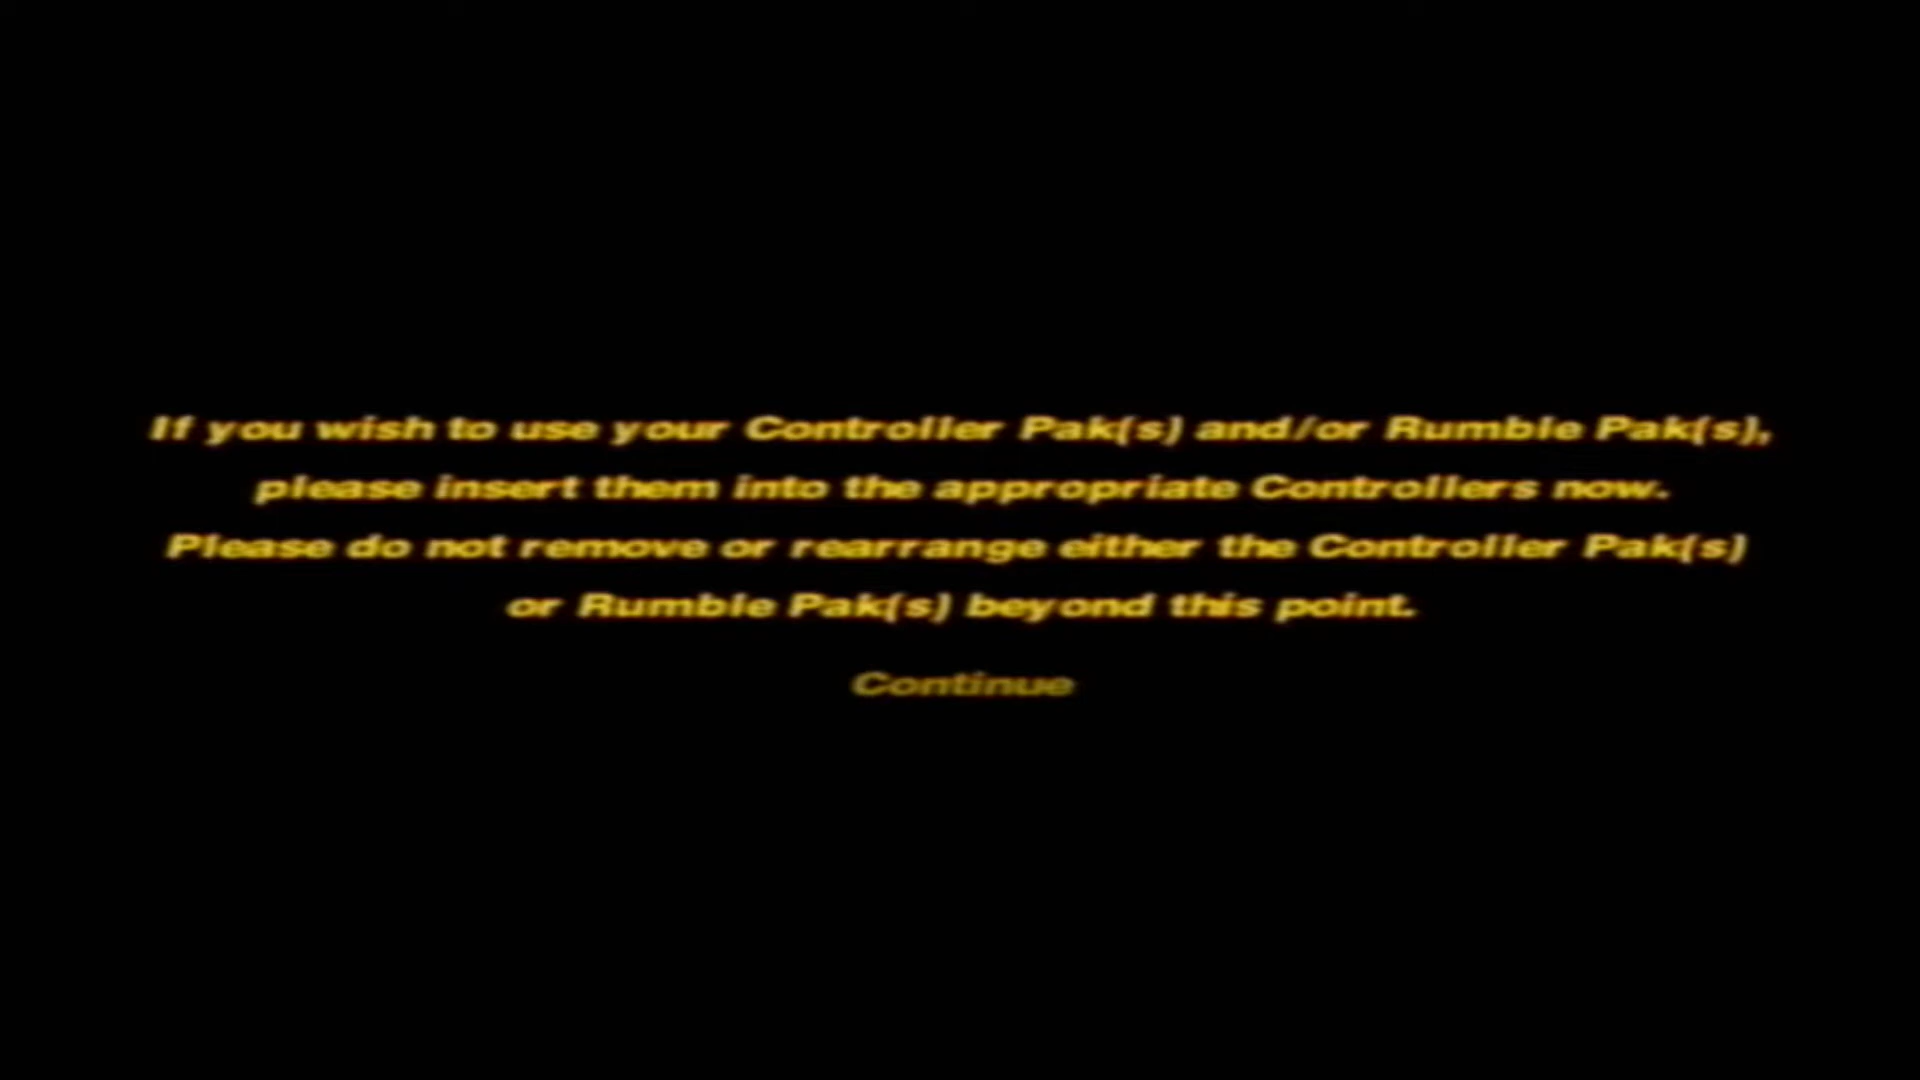 If you wish to use your Controller Pak(s) and/or Rumble Pak(s),
please insert them into the appropriate Controllers now.
Please do not remove or rearrange either the Controller Pak(s)
or Rumble Pak(s) beyond this point.
Continue